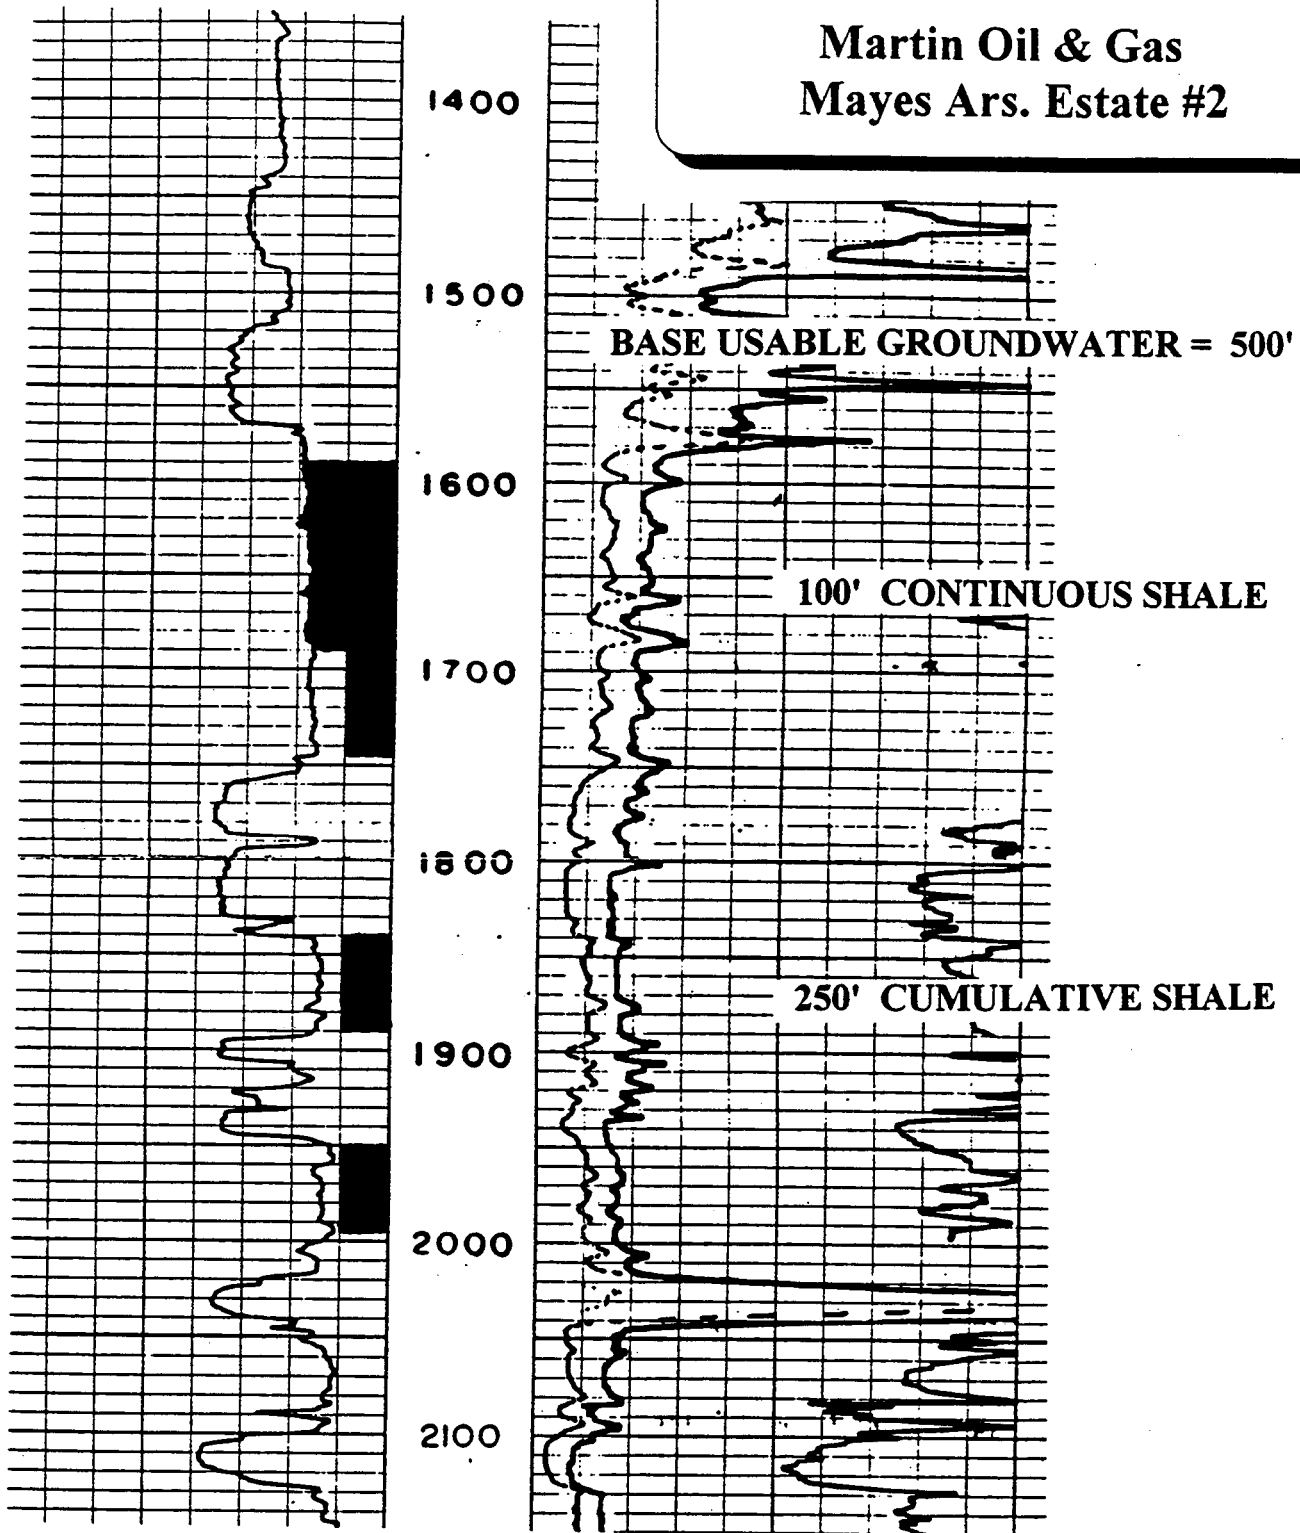 Martin Oil & Gas
Mayes Ars. Estate #2
1400
1500
BASE USABLE GROUNDWATER = 500'
1600
100' CONTINUOUS SHALE
1700
1800
250' CUMULATIVE SHALE
1900
2000
2100